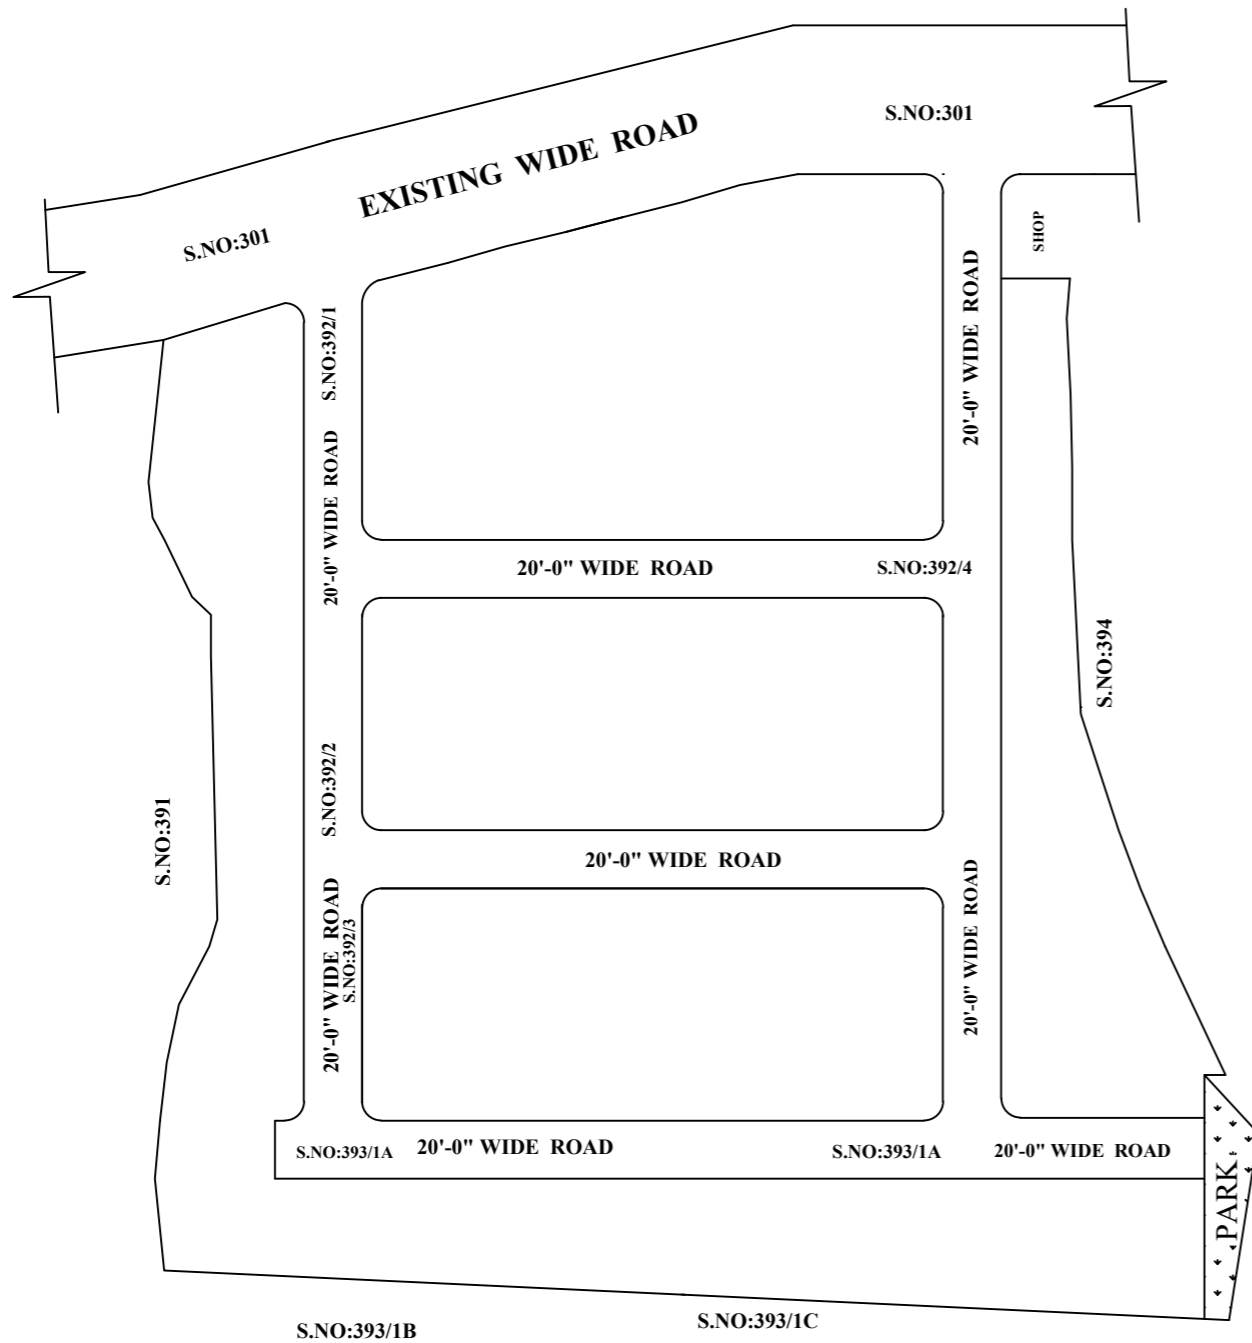 S.NO:301
EXISTING WIDE ROAD
S.NO:301
SHOP
20'-0" WIDE ROAD
S.NO:392/1
20'-0" WIDE ROAD
20'-0" WIDE ROAD
S.NO:392/4
S.NO:394
S.NO:392/2
S.NO:391
20'-0" WIDE ROAD
20'-0" WIDE ROAD
S.NO:392/3
20'-0" WIDE ROAD
S.NO:393/1A
20'-0" WIDE ROAD
S.NO:393/1A
20'-0" WIDE ROAD
PARK
S.NO:393/1B
S.NO:393/1C